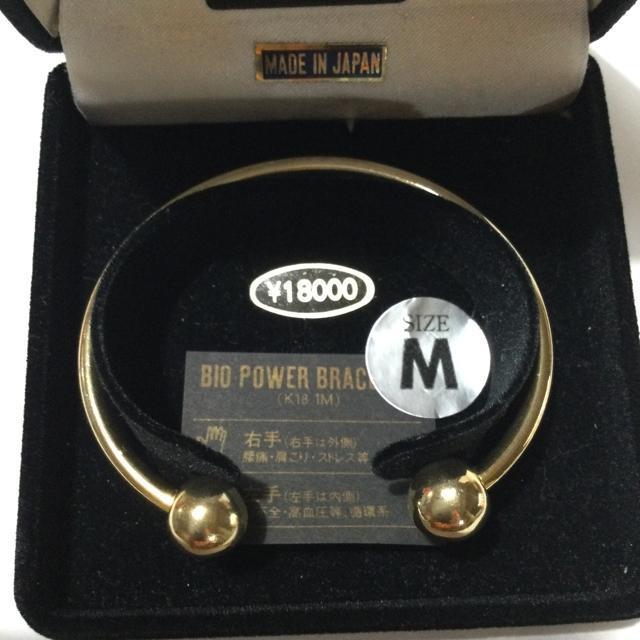 MADE IN JAPAN
¥18000
SIZE
M
BIO POWER
(K18 1M)
右手(右手は外側)
腰痛・肩こり・ストレス等
手(左手は内側)
全・高血圧等、循環系